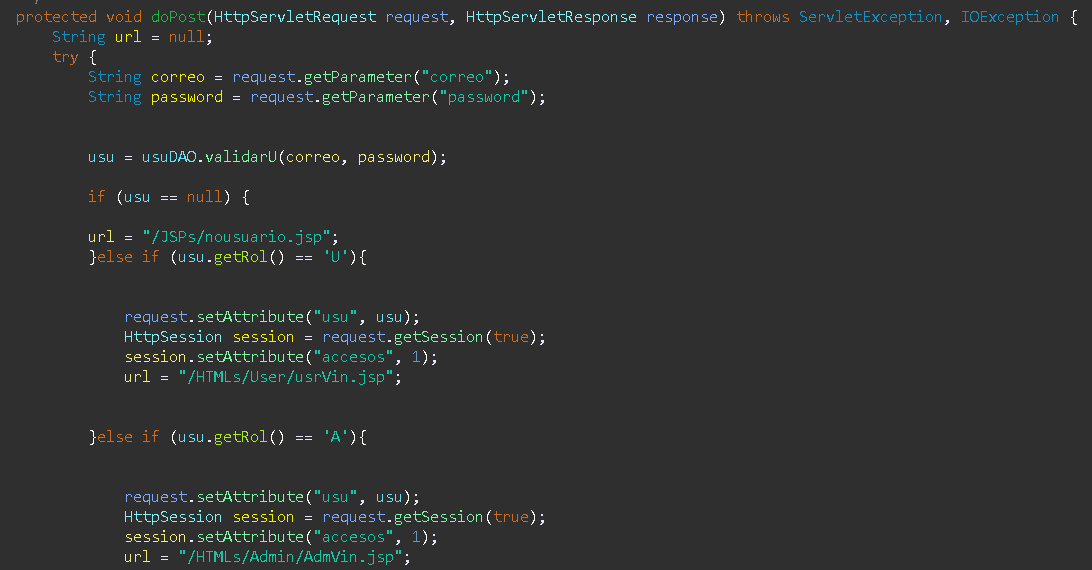 protected void doPost(HttpServletRequest request, HttpServletResponse response) throws ServletException, IOException {
String url = null;
try {
String correo = request.getParameter("correo");
String password = request.getParameter("password");
usu = usuDAO.validarU(correo, password);
if (usu == null) {
url = "/JSPs/nousuario.jsp";
}else if (usu.getRol() == 'U'){
request.setAttribute("usu", usu);
HttpSession session = request.getSession(true);
session.setAttribute("accesos", 1);
url = "/HTMLs/User/usrVin.jsp";
}else if (usu.getRol() == 'A'){
request.setAttribute("usu", usu);
HttpSession session = request.getSession(true);
session.setAttribute("accesos", 1);
url = "/HTMLs/Admin/AdmVin.jsp";